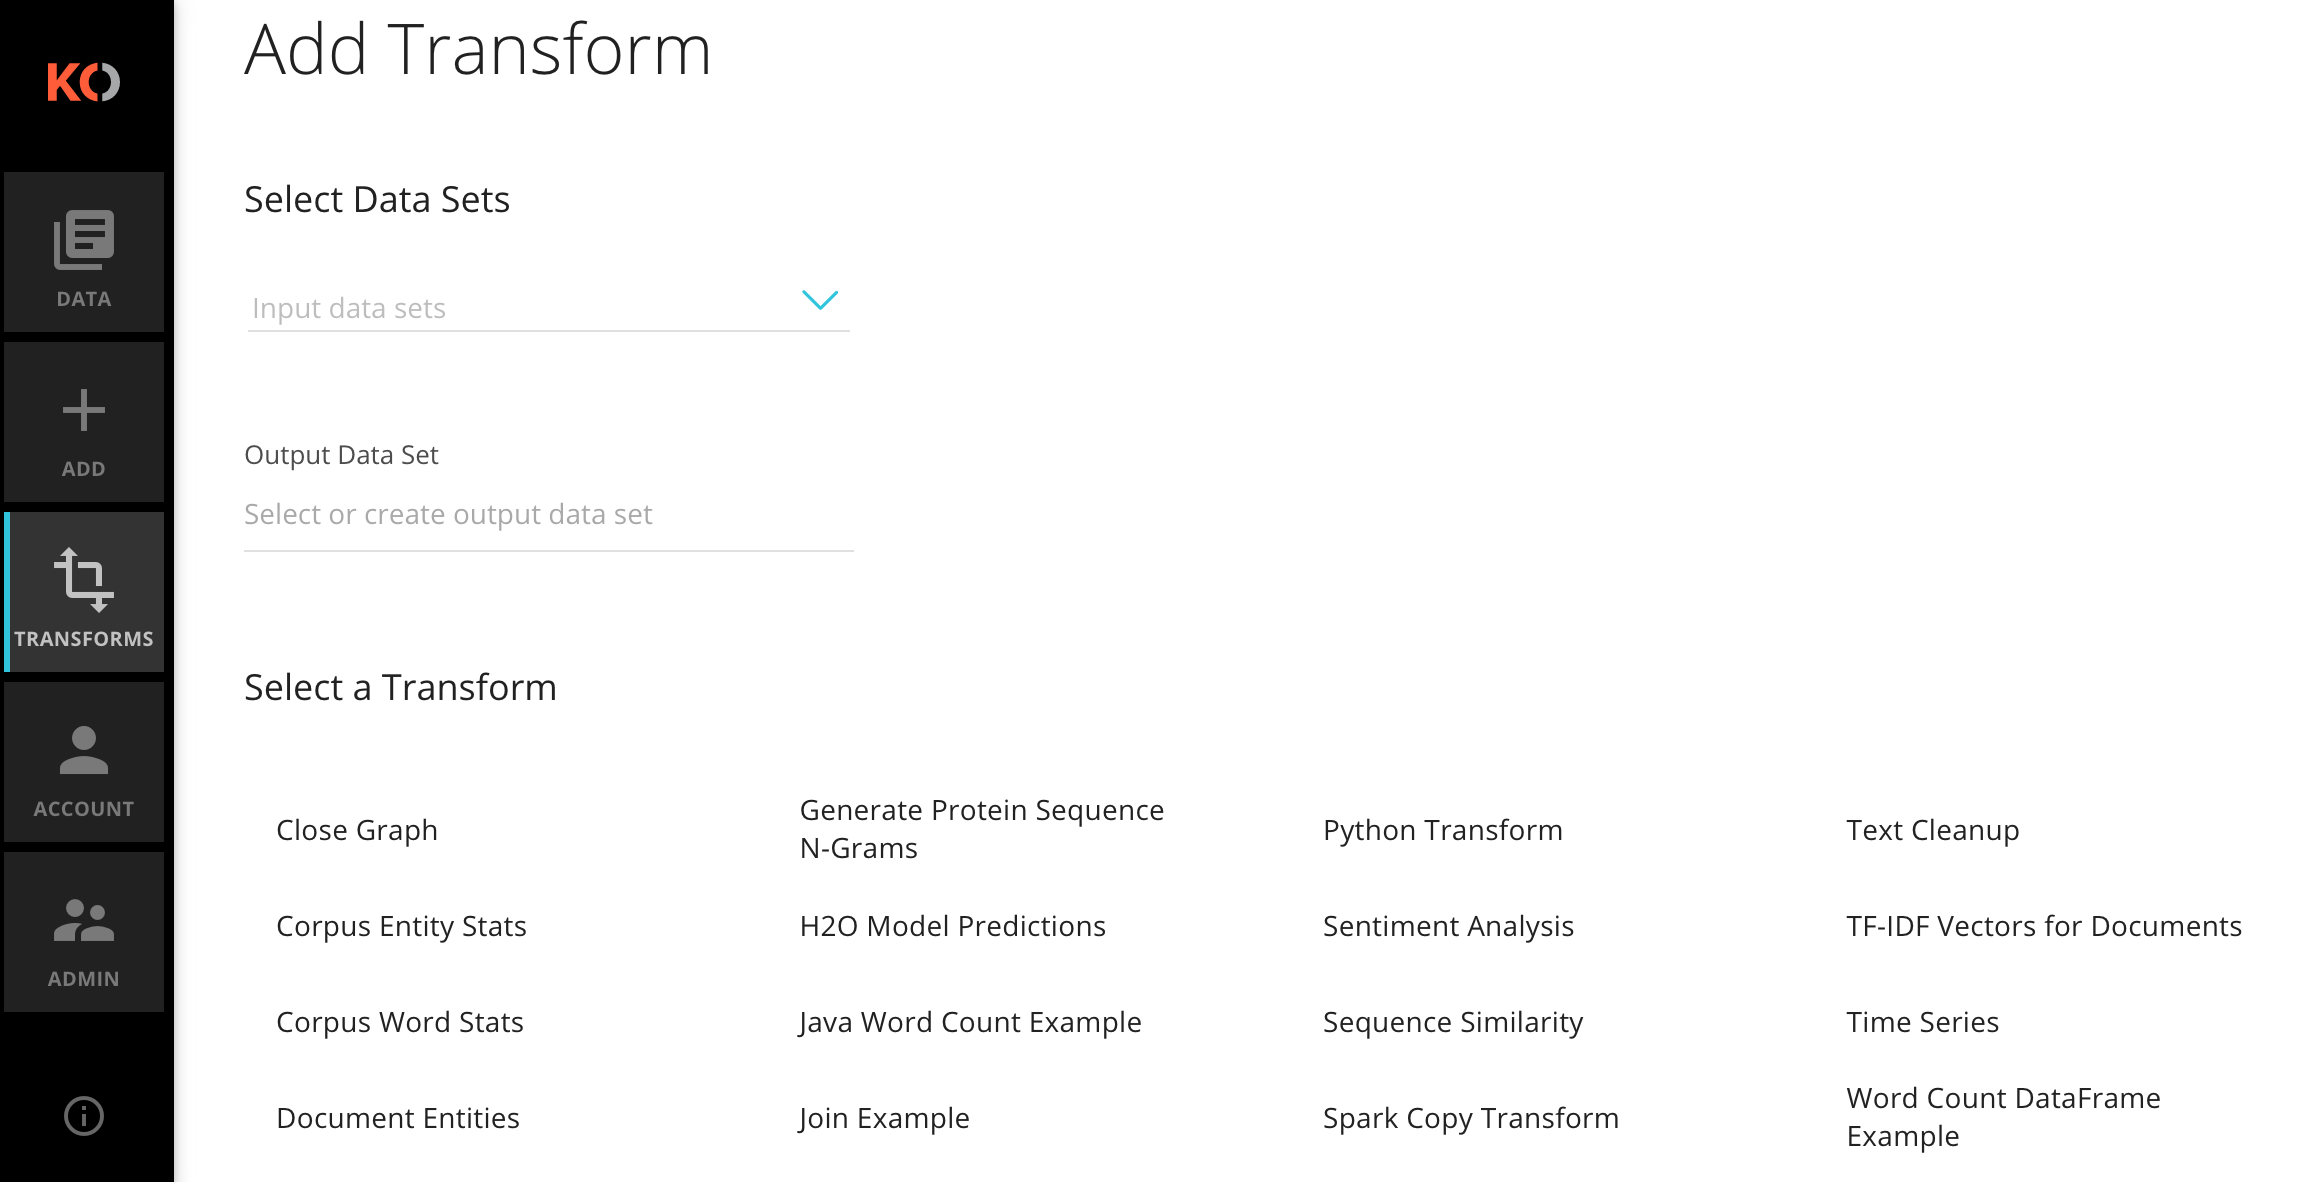 KO
DATA
ADD
TRANSFORMS
ACCOUNT
ADMIN
Add Transform
Select Data Sets
Input data sets
Output Data Set
Select or create output data set
Select a Transform
Close Graph
Generate Protein Sequence
N-Grams
Python Transform
Text Cleanup
Corpus Entity Stats
H2O Model Predictions
Sentiment Analysis
TF-IDF Vectors for Documents
Corpus Word Stats
Java Word Count Example
Sequence Similarity
Time Series
Document Entities
Join Example
Spark Copy Transform
Word Count DataFrame
Example